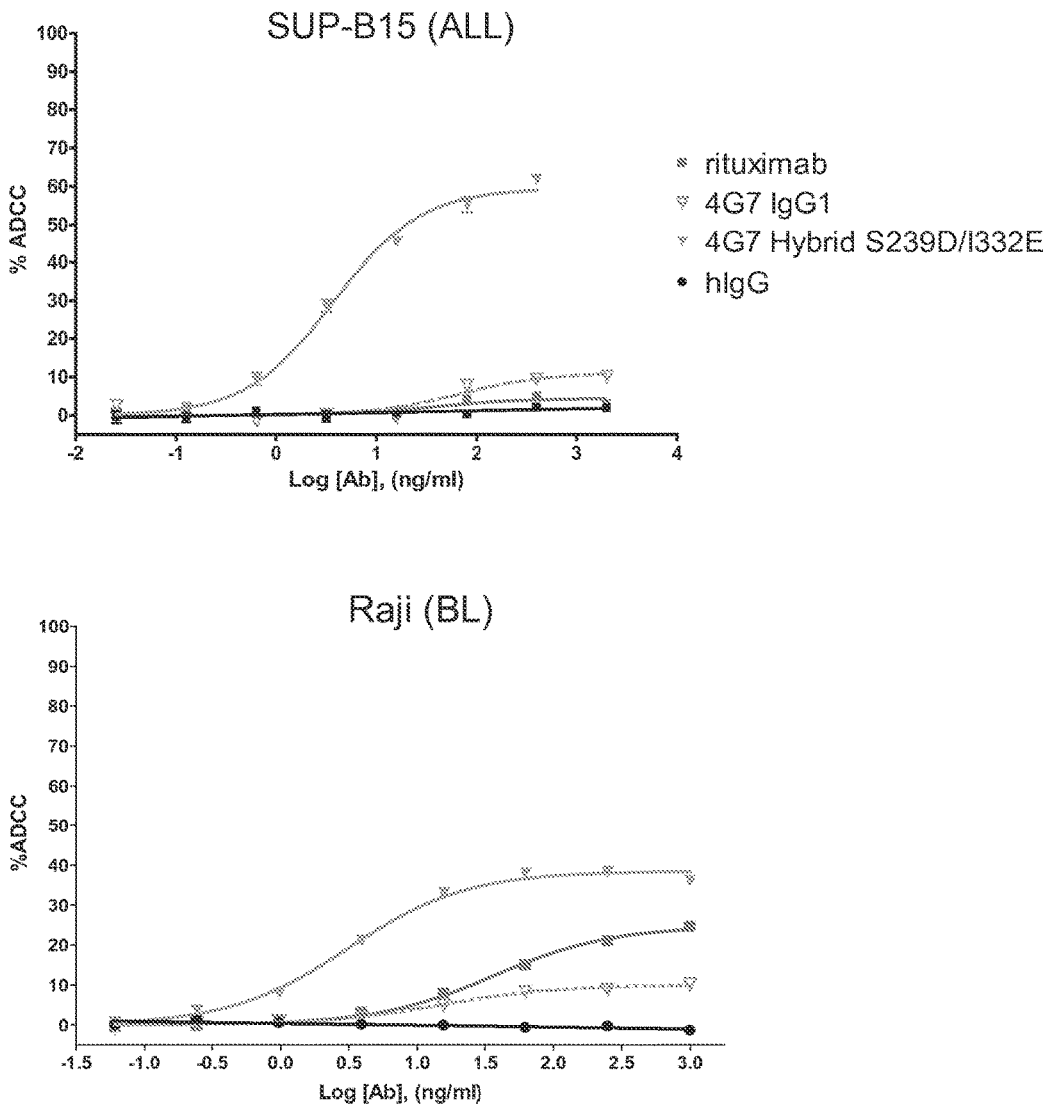 SUP-B15 (ALL)
100
90
80
70
60
50
40
30
20
10
0
% ADCC
-2 -1 0 1 2 3 4
Log [Ab], (ng/ml)
rituximab
4G7 IgG1
4G7 Hybrid S239D/I332E
hIgG
Raji (BL)
100
90
80
70
60
50
40
30
20
10
0
%ADCC
-1.5 -1.0 -0.5 0.0 0.5 1.0 1.5 2.0 2.5 3.0
Log [Ab], (ng/ml)